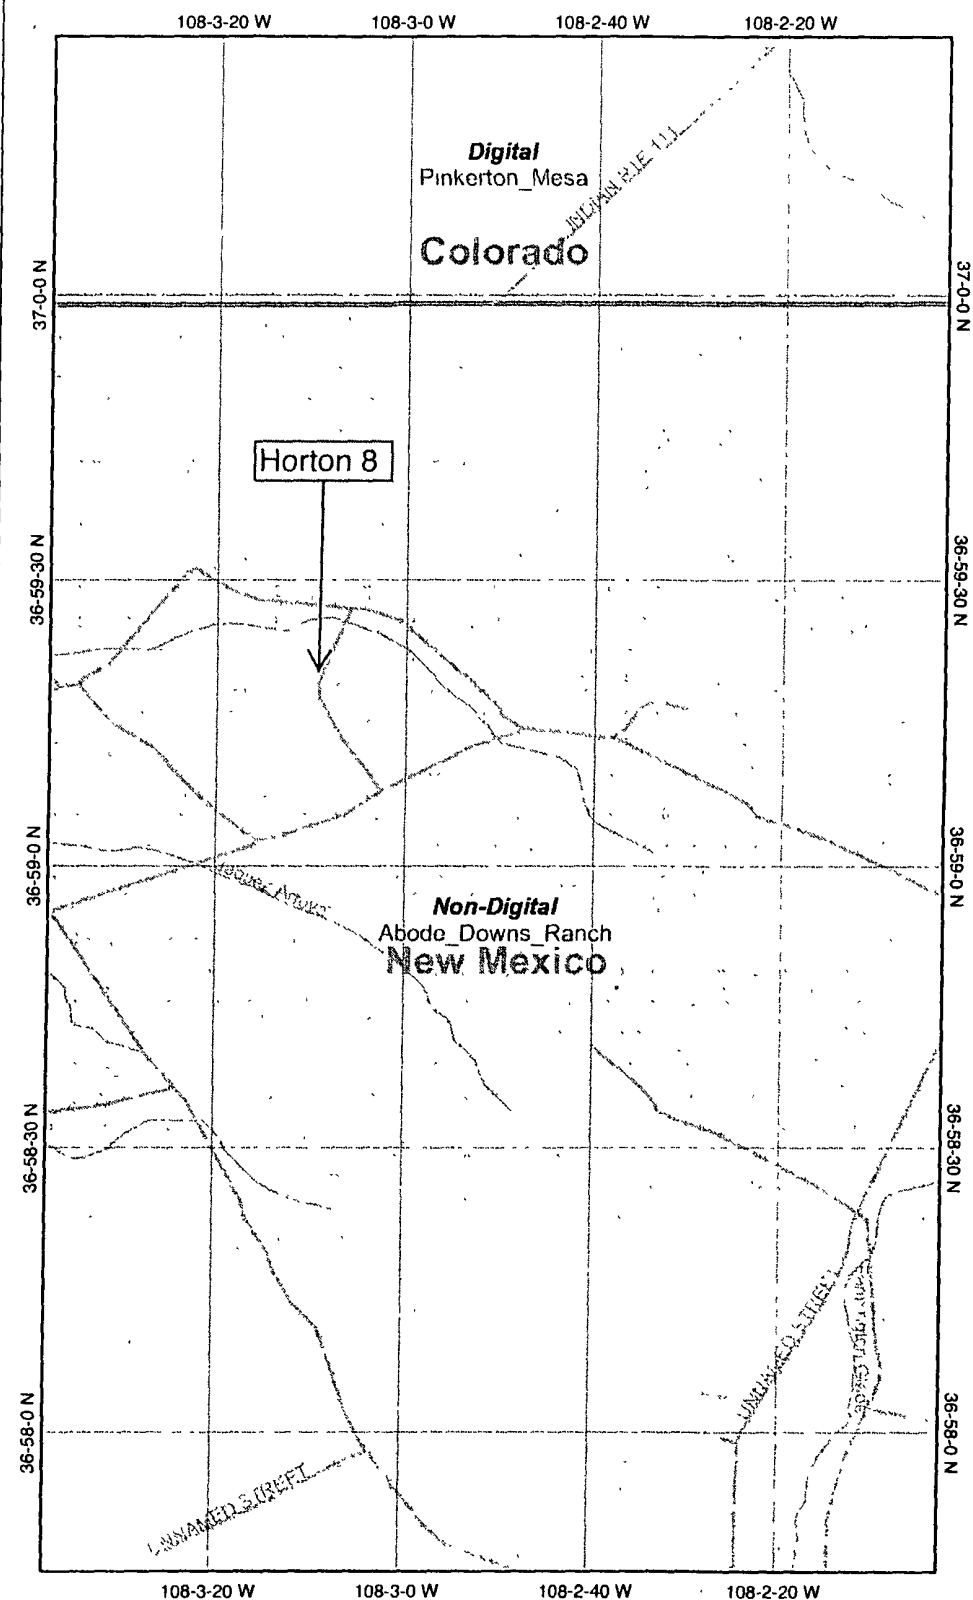 108-3-20 W 108-3-0 W 108-2-40 W 108-2-20 W
Digital
Pinkerton_Mesa
INDIAN RTE 111
Colorado
37-0-0 N 37-0-0 N
Horton 8
36-59-30 N 36-59-30 N
36-59-0 N 36-59-0 N
Non-Digital
Abode_Downs_Ranch
New Mexico
36-58-30 N 36-58-30 N
UNNAMED STREET
36-58-0 N 36-58-0 N
UNNAMED STREET
108-3-20 W 108-3-0 W 108-2-40 W 108-2-20 W